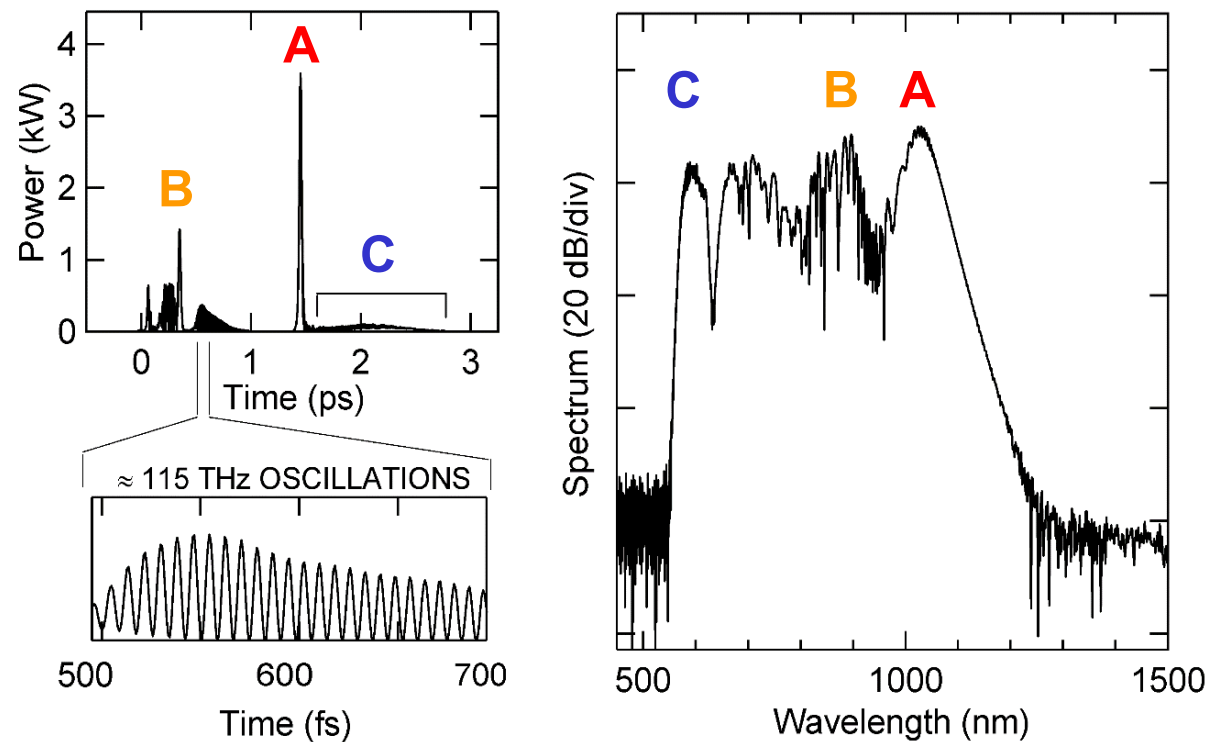 Power (kW)
4
3
2
1
0
A
B
C
0 1 2 3
Time (ps)
≈ 115 THz OSCILLATIONS
500 600 700
Time (fs)
Spectrum (20 dB/div)
C B A
500 1000 1500
Wavelength (nm)